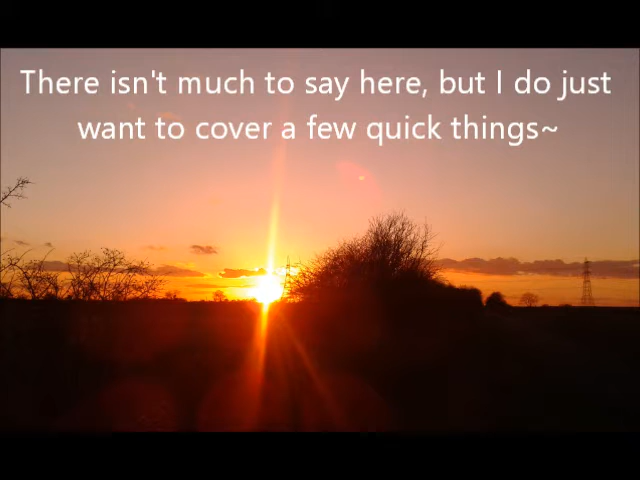 There isn't much to say here, but I do just
want to cover a few quick things~